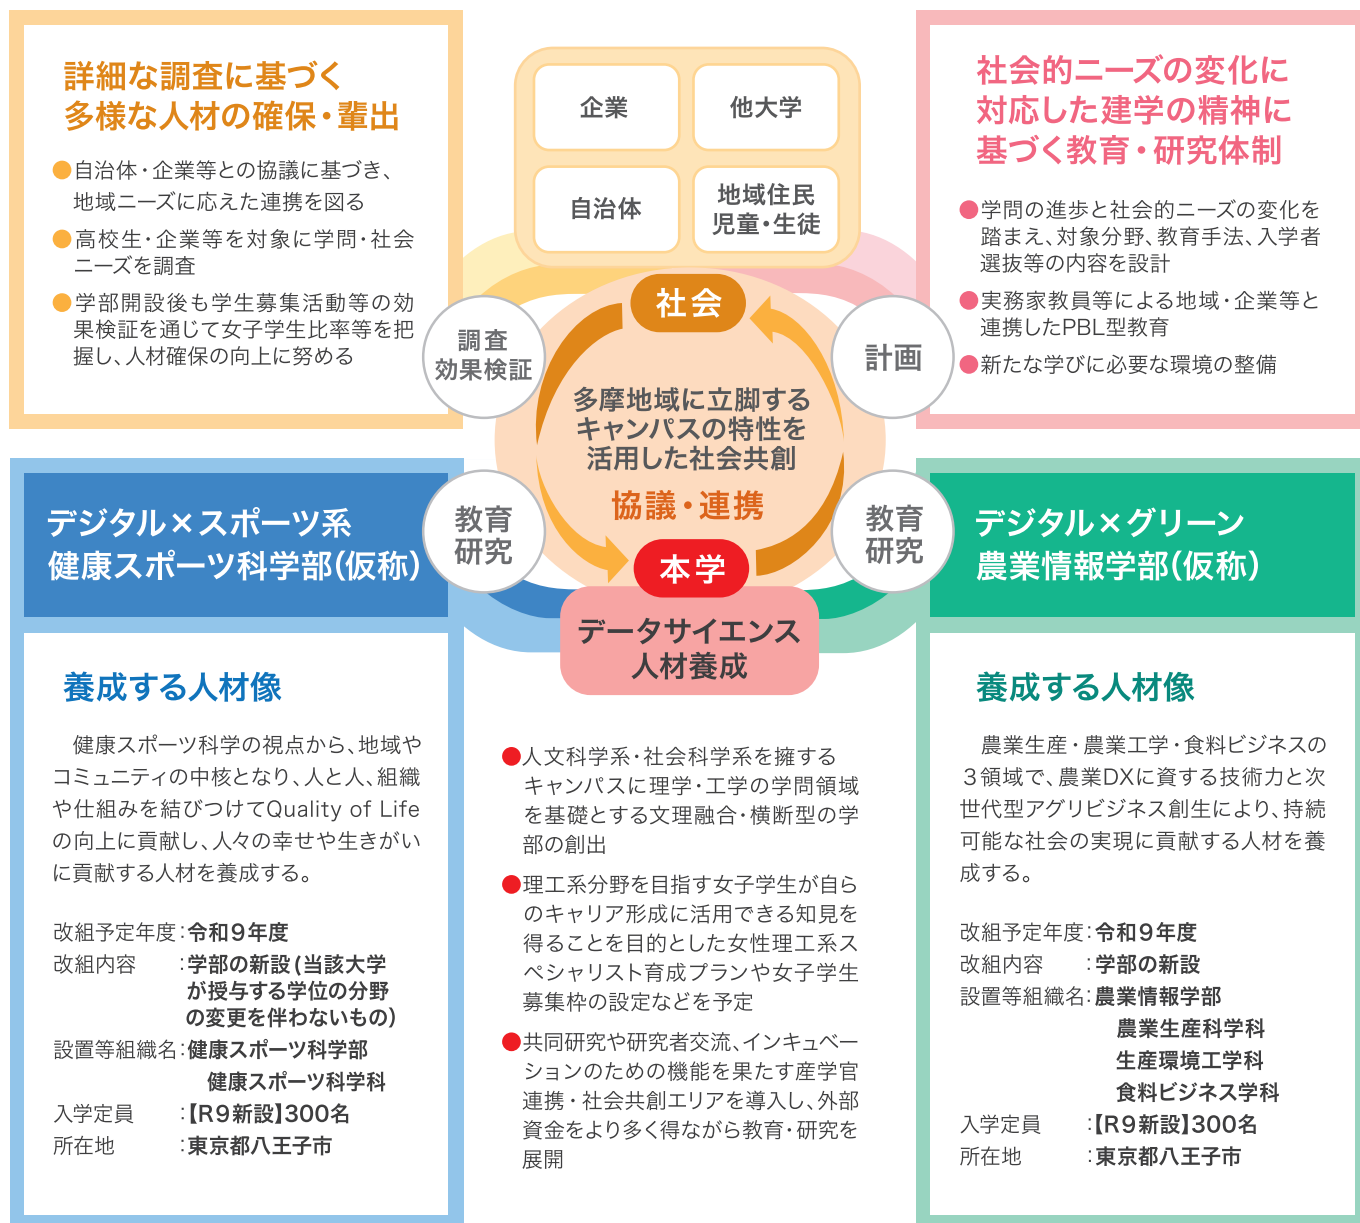 詳細な調査に基づく
多様な人材の確保・輩出
●自治体・企業等との協議に基づき、
地域ニーズに応えた連携を図る
●高校生・企業等を対象に学問・社会
ニーズを調査
●学部開設後も学生募集活動等の効
果検証を通じて女子学生比率等を把
握し、人材確保の向上に努める
企業
他大学
自治体
地域住民
児童・生徒
社会的ニーズの変化に
対応した建学の精神に
基づく教育・研究体制
●学問の進歩と社会的ニーズの変化を
踏まえ、対象分野、教育手法、入学者
選抜等の内容を設計
●実務家教員等による地域・企業等と
連携したPBL型教育
●新たな学びに必要な環境の整備
社会
調査
効果検証
計画
多摩地域に立脚する
キャンパスの特性を
活用した社会共創
協議・連携
教育
研究
教育
研究
本学
データサイエンス
人材養成
デジタル×スポーツ系
健康スポーツ科学部(仮称)
養成する人材像
健康スポーツ科学の視点から、地域や
コミュニティの中核となり、人と人、組織
や仕組みを結びつけてQuality of Life
の向上に貢献し、人々の幸せや生きがい
に貢献する人材を養成する。
改組予定年度：令和９年度
改組内容　　：学部の新設(当該大学
が授与する学位の分野
の変更を伴わないもの)
設置等組織名：健康スポーツ科学部
健康スポーツ科学科
入学定員　　：【R９新設】300名
所在地　　　：東京都八王子市
●人文科学系・社会科学系を擁する
キャンパスに理学・工学の学問領域
を基礎とする文理融合・横断型の学
部の創出
●理工系分野を目指す女子学生が自ら
のキャリア形成に活用できる知見を
得ることを目的とした女性理工系ス
ペシャリスト育成プランや女子学生
募集枠の設定などを予定
●共同研究や研究者交流、インキュベー
ションのための機能を果たす産学官
連携・社会共創エリアを導入し、外部
資金をより多く得ながら教育・研究を
展開
デジタル×グリーン
農業情報学部(仮称)
養成する人材像
農業生産・農業工学・食料ビジネスの
３領域で、農業DXに資する技術力と次
世代型アグリビジネス創生により、持続
可能な社会の実現に貢献する人材を養
成する。
改組予定年度：令和９年度
改組内容　　：学部の新設
設置等組織名：農業情報学部
農業生産科学科
生産環境工学科
食料ビジネス学科
入学定員　　：【R９新設】300名
所在地　　　：東京都八王子市